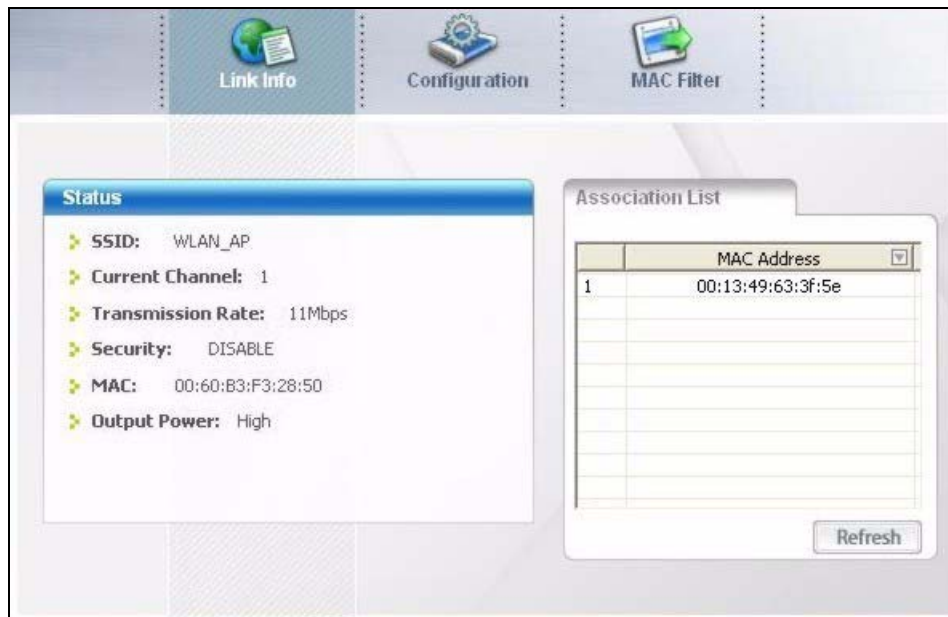 Link Info
Configuration
MAC Filter
Status
SSID: WLAN_AP
Current Channel: 1
Transmission Rate: 11Mbps
Security: DISABLE
MAC: 00:60:B3:F3:28:50
Output Power: High
Association List
MAC Address
1 00:13:49:63:3f:5e
Refresh